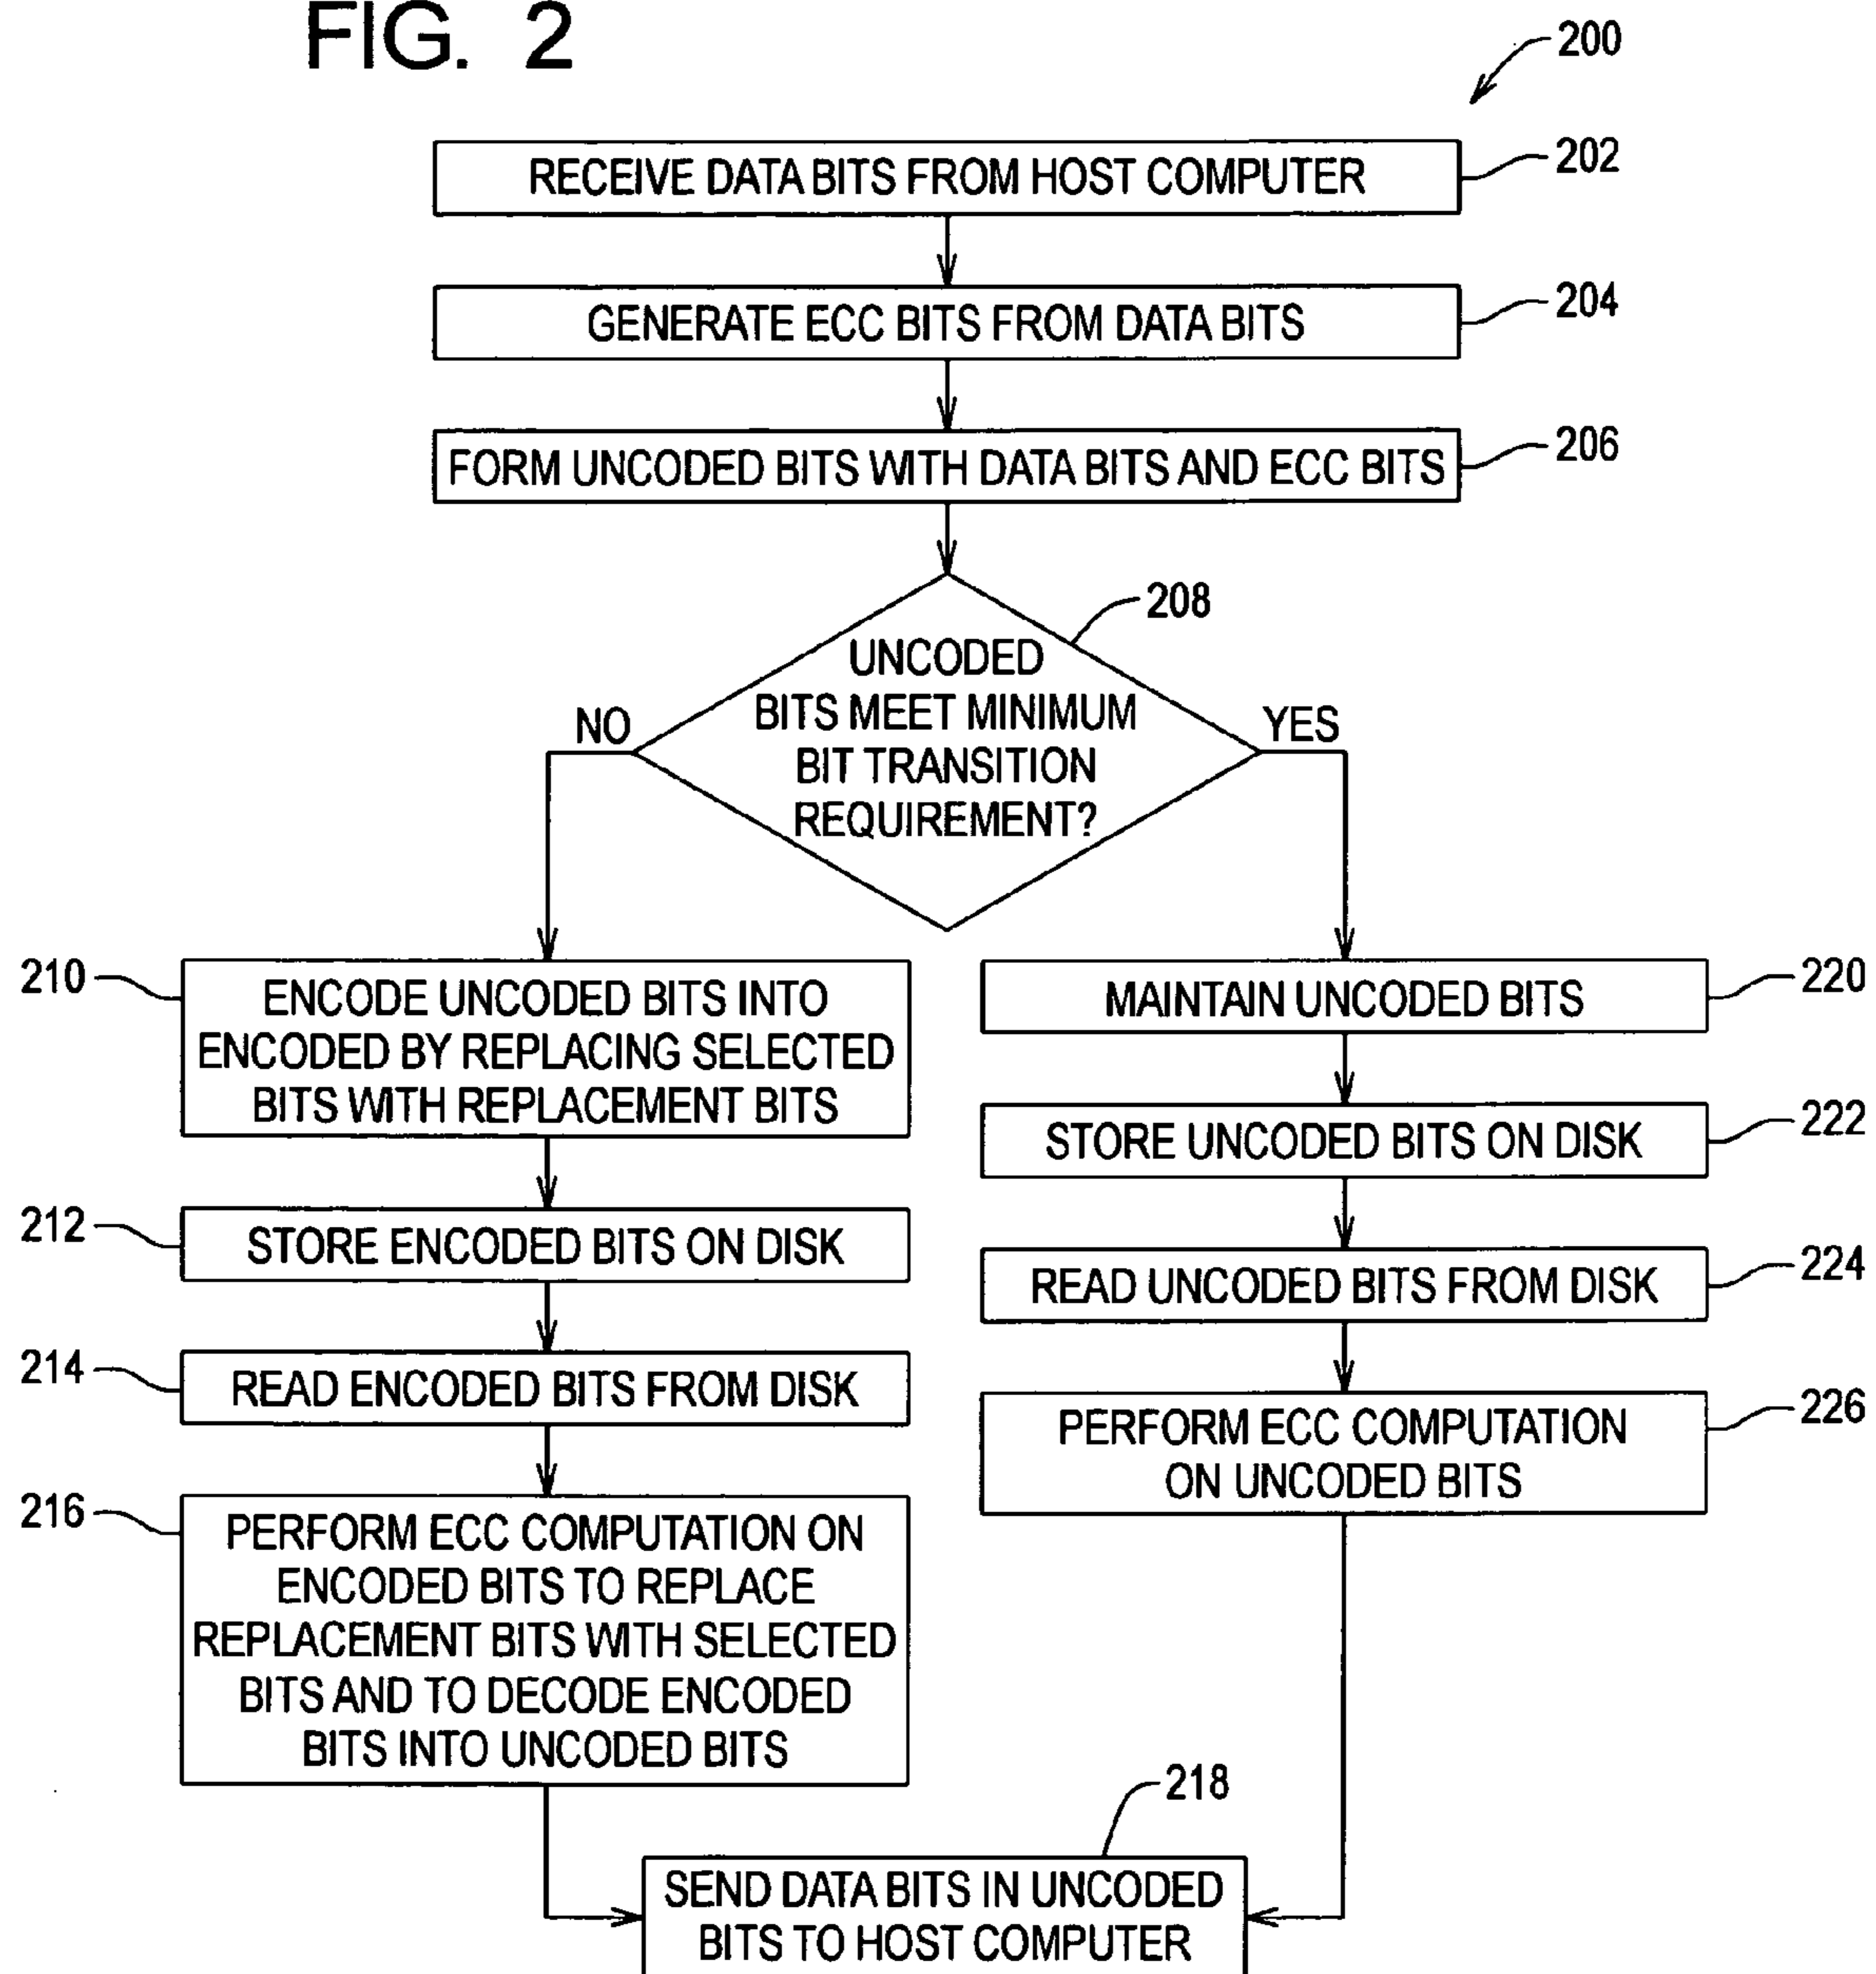 FIG. 2
200
RECEIVE DATA BITS FROM HOST COMPUTER
202
GENERATE ECC BITS FROM DATA BITS
204
FORM UNCODED BITS WITH DATA BITS AND ECC BITS
206
208
UNCODED
BITS MEET MINIMUM
BIT TRANSITION
REQUIREMENT?
NO
YES
210
ENCODE UNCODED BITS INTO
ENCODED BY REPLACING SELECTED
BITS WITH REPLACEMENT BITS
212
STORE ENCODED BITS ON DISK
214
READ ENCODED BITS FROM DISK
216
PERFORM ECC COMPUTATION ON
ENCODED BITS TO REPLACE
REPLACEMENT BITS WITH SELECTED
BITS AND TO DECODE ENCODED
BITS INTO UNCODED BITS
MAINTAIN UNCODED BITS
220
STORE UNCODED BITS ON DISK
222
READ UNCODED BITS FROM DISK
224
PERFORM ECC COMPUTATION
ON UNCODED BITS
226
218
SEND DATA BITS IN UNCODED
BITS TO HOST COMPUTER